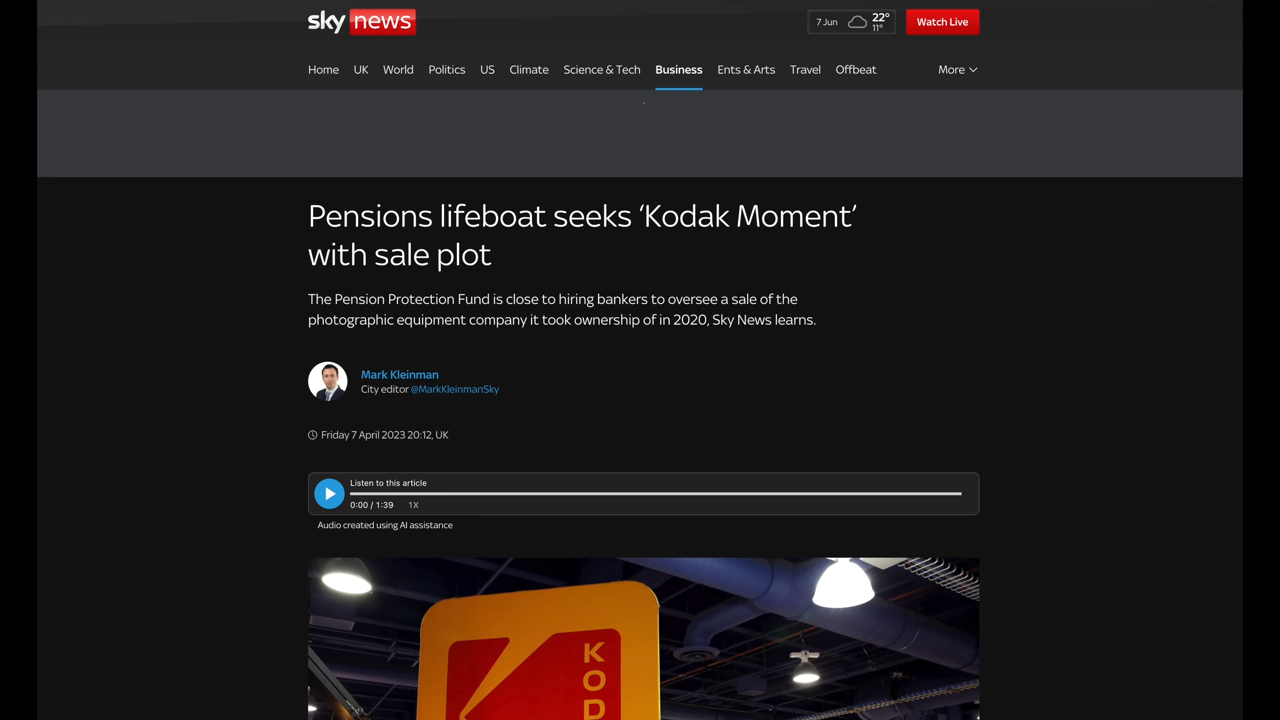 sky news
7 Jun 22° 11°
Watch Live
Home UK World Politics US Climate Science & Tech Business Ents & Arts Travel Offbeat More
Pensions lifeboat seeks ‘Kodak Moment’
with sale plot
The Pension Protection Fund is close to hiring bankers to oversee a sale of the
photographic equipment company it took ownership of in 2020, Sky News learns.
Mark Kleinman
City editor @MarkKleinmanSky
Friday 7 April 2023 20:12, UK
Listen to this article
0:00 / 1:39 1X
Audio created using AI assistance
K
O
D